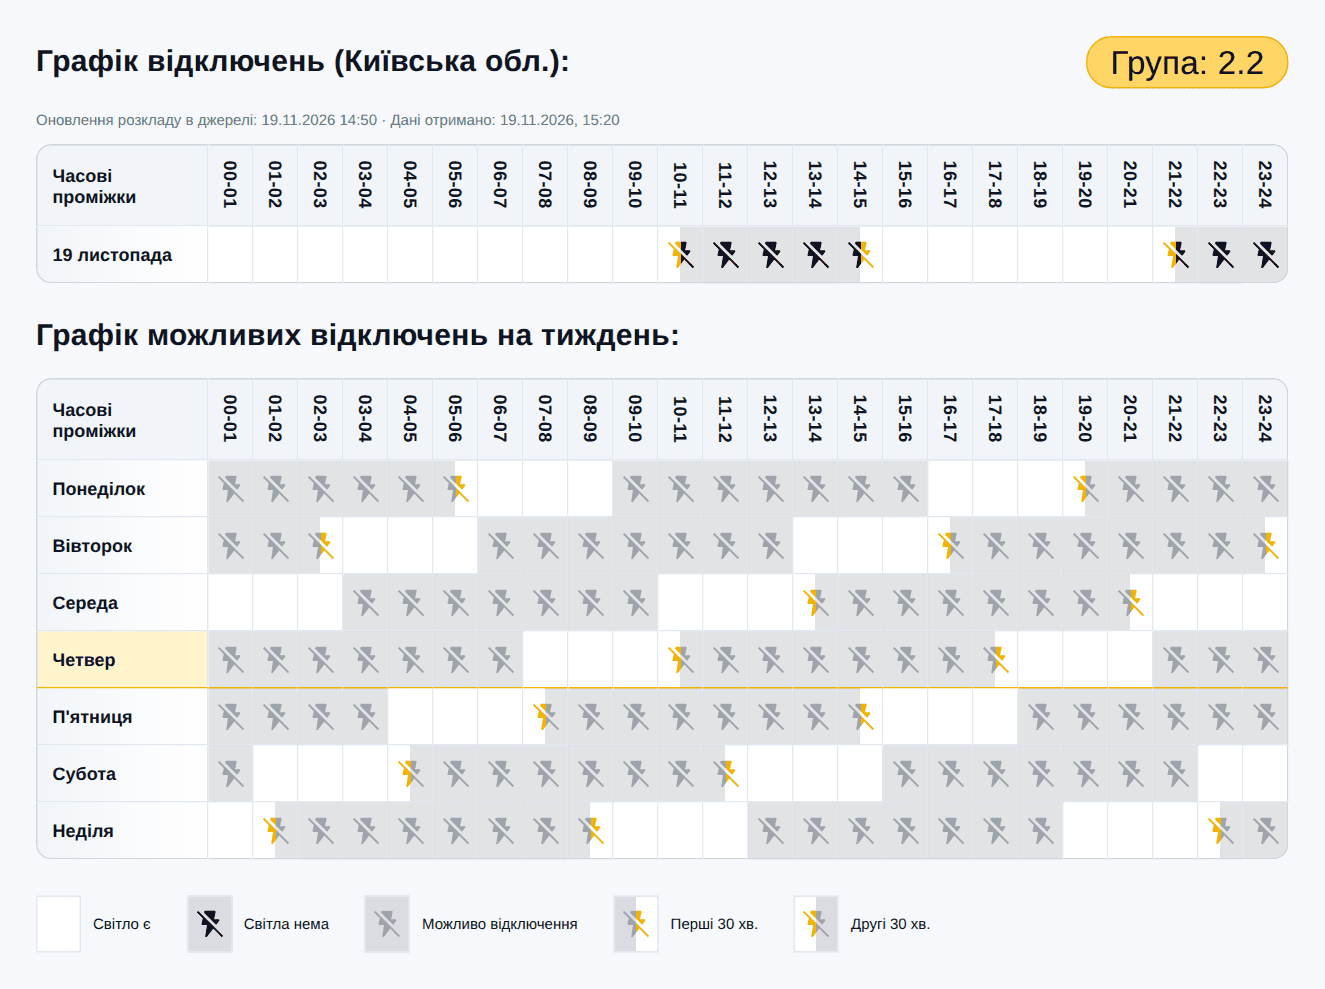 Графік відключень (Київська обл.):
Група: 2.2
Оновлення розкладу в джерелі: 19.11.2026 14:50 · Дані отримано: 19.11.2026, 15:20
Часові проміжки 00-01 01-02 02-03 03-04 04-05 05-06 06-07 07-08 08-09 09-10 10-11 11-12 12-13 13-14 14-15 15-16 16-17 17-18 18-19 19-20 20-21 21-22 22-23 23-24
19 листопада
Графік можливих відключень на тиждень:
Часові проміжки 00-01 01-02 02-03 03-04 04-05 05-06 06-07 07-08 08-09 09-10 10-11 11-12 12-13 13-14 14-15 15-16 16-17 17-18 18-19 19-20 20-21 21-22 22-23 23-24
Понеділок
Вівторок
Середа
Четвер
П'ятниця
Субота
Неділя
Світло є Світла нема Можливо відключення Перші 30 хв. Другі 30 хв.